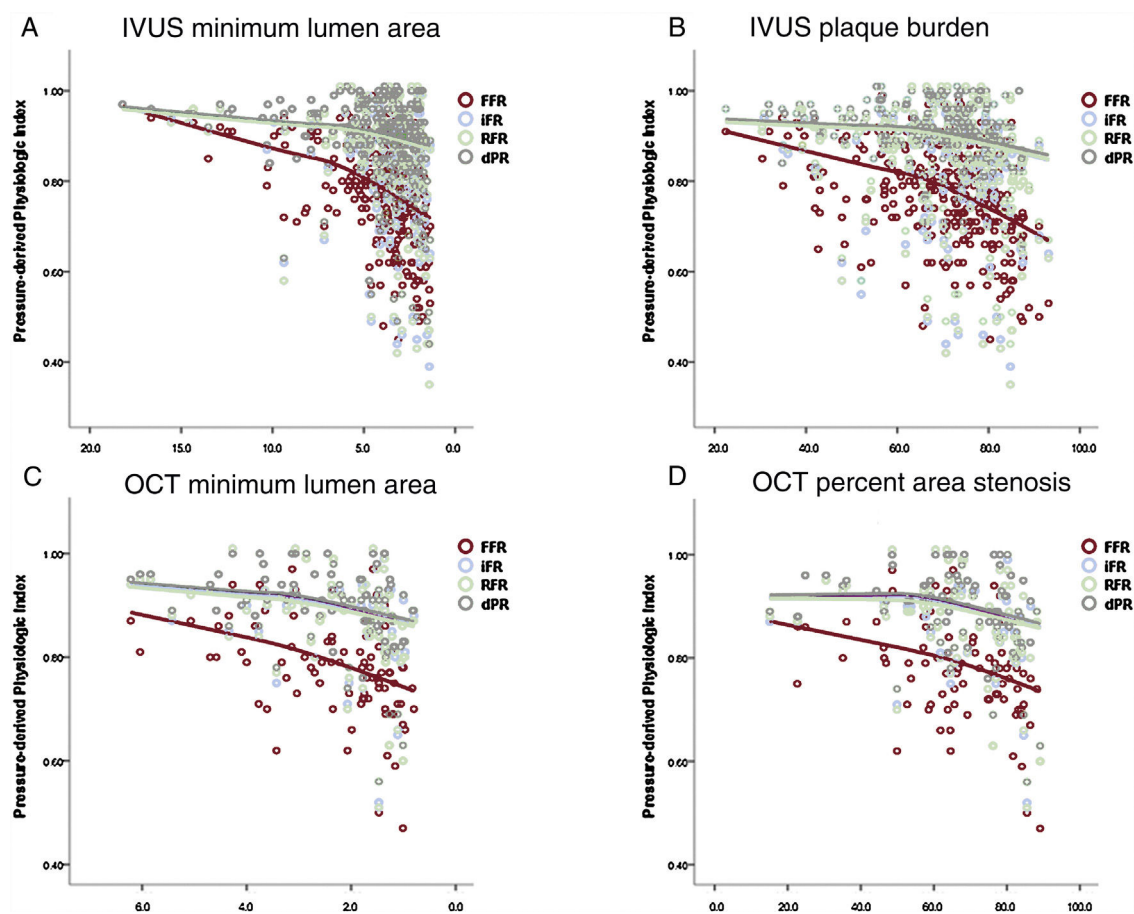 A IVUS minimum lumen area
Pressure-derived Physiologic Index
1.00
0.80
0.60
0.40
20.0 15.0 10.0 5.0 0.0
FFR
iFR
RFR
dPR
B IVUS plaque burden
Pressure-derived Physiologic Index
1.00
0.80
0.60
0.40
20.0 40.0 60.0 80.0 100.0
FFR
iFR
RFR
dPR
C OCT minimum lumen area
Pressure-derived Physiologic Index
1.00
0.80
0.60
0.40
6.0 4.0 2.0 0.0
FFR
iFR
RFR
dPR
D OCT percent area stenosis
Pressure-derived Physiologic Index
1.00
0.80
0.60
0.40
0.0 20.0 40.0 60.0 80.0 100.0
FFR
iFR
RFR
dPR